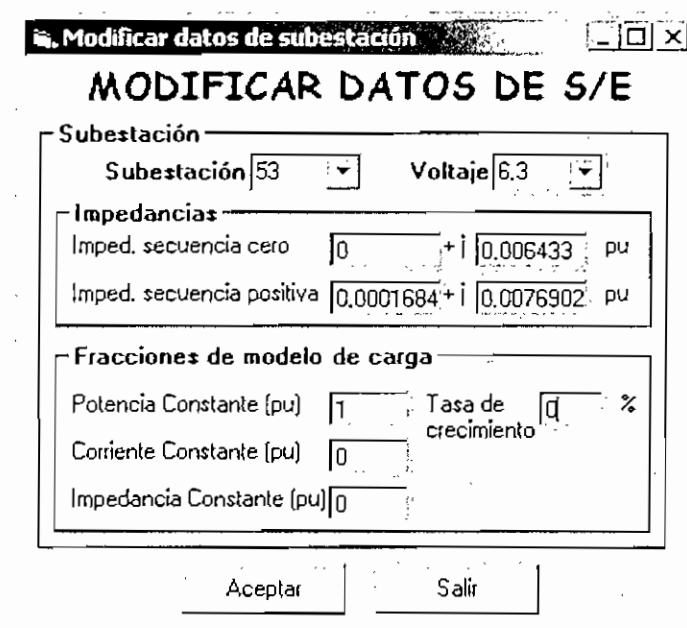 Modificar datos de subestación
MODIFICAR DATOS DE S/E
Subestación
Subestación 53 Voltaje 6.3
Impedancias
Imped. secuencia cero 0 + j 0.006433 pu
Imped. secuencia positiva 0.0001684 + j 0.0076902 pu
Fracciones de modelo de carga
Potencia Constante (pu) 1 Tasa de crecimiento 0 %
Corriente Constante (pu) 0
Impedancia Constante (pu) 0
Aceptar Salir